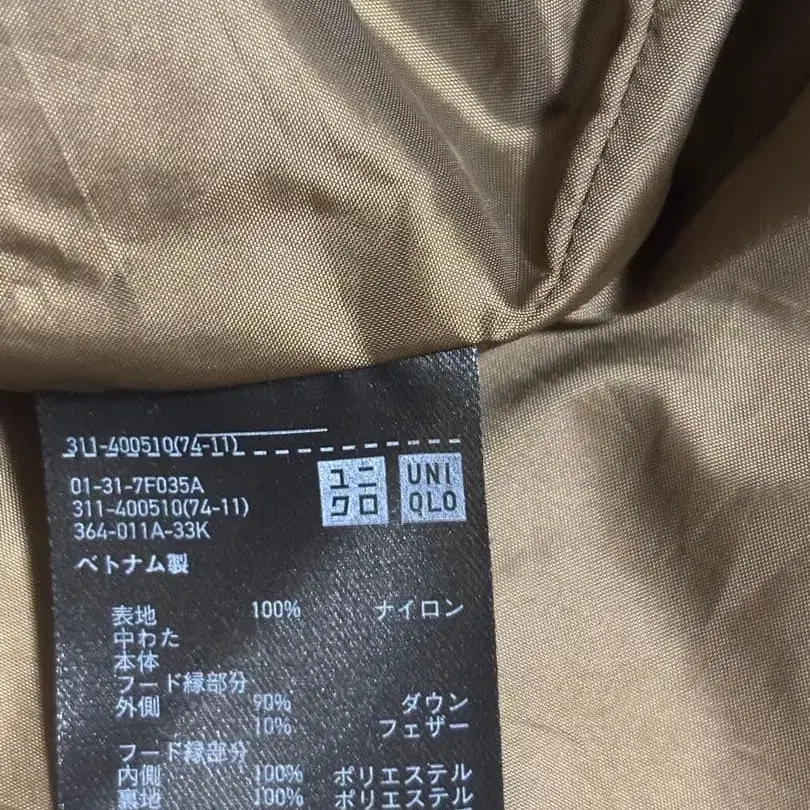 311-400510(74-11)
ユニクロ
UNIQLO
01-31-7F035A
311-400510(74-11)
364-011A-33K
ベトナム製
表地 100% ナイロン
中わた
本体
フード縁部分
外側 90% ダウン
10% フェザー
フード縁部分
内側 100% ポリエステル
裏地 100% ポリエステル